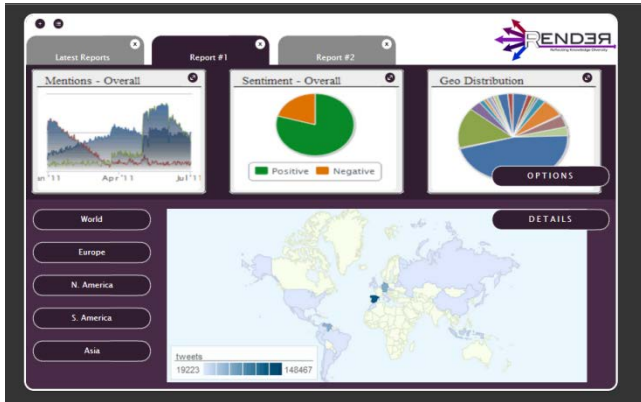 RENDER
Reflecting Knowledge Diversity
Latest Reports
Report #1
Report #2
Mentions - Overall
Sentiment - Overall
Geo Distribution
Apr'11
Jul'11
Positive
Negative
OPTIONS
DETAILS
World
Europe
N. America
S. America
Asia
tweets
19223
148467